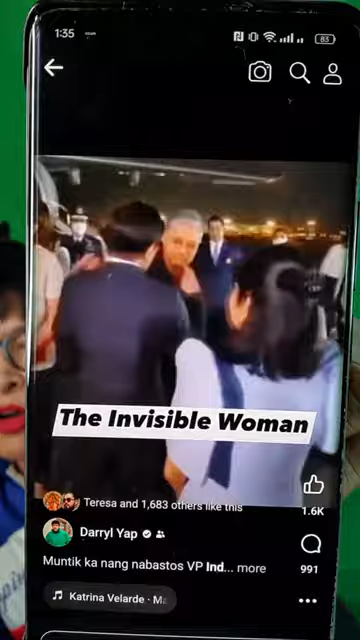 1:35
83
The Invisible Woman
Teresa and 1,683 others like this
1.6K
Darryl Yap
991
Muntik ka nang nabastos VP Ind... more
Katrina Velarde · Ma